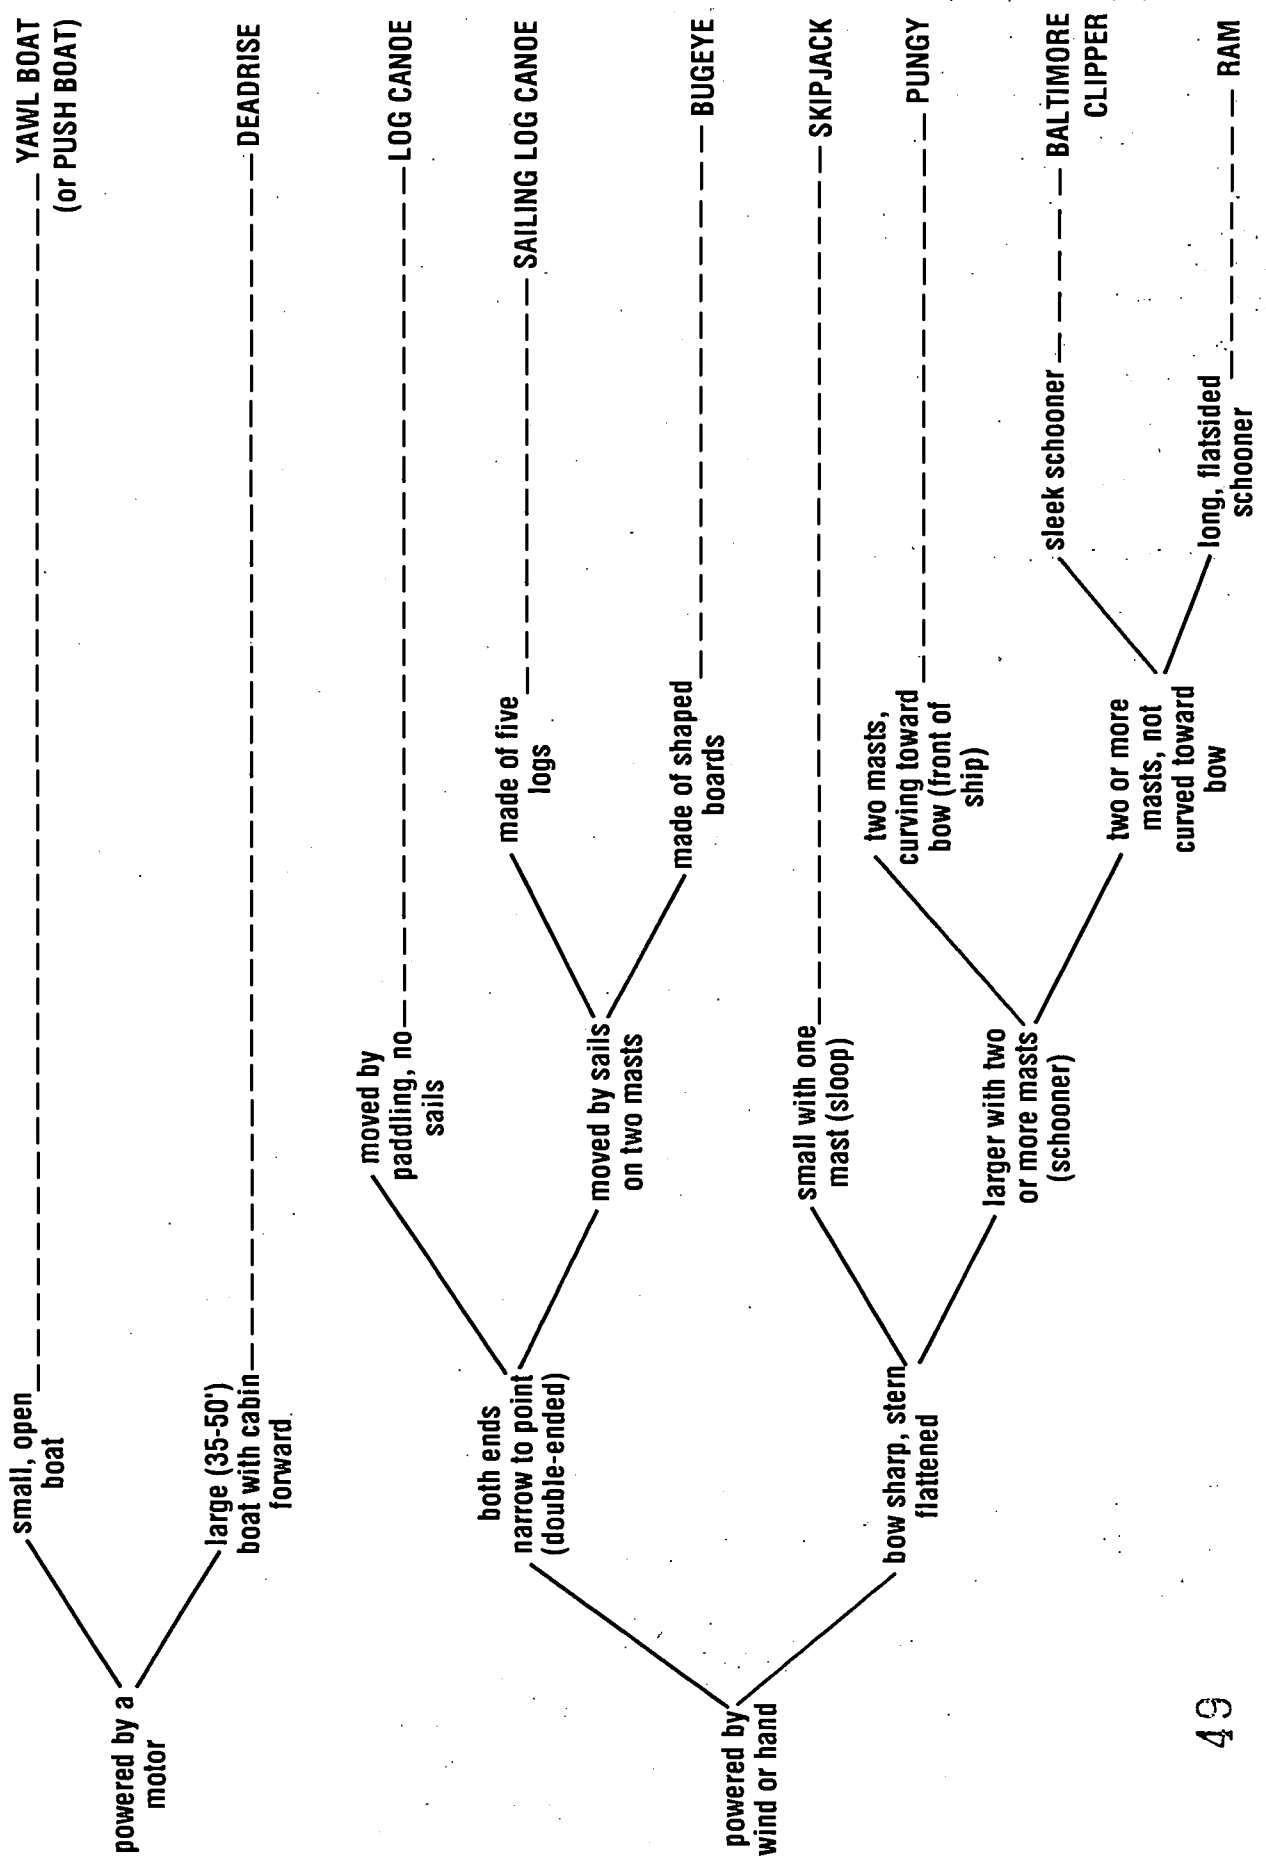 powered by a
motor
small, open
boat
YAWL BOAT
(or PUSH BOAT)
large (35-50')
boat with cabin
forward.
DEADRISE
powered by
wind or hand
both ends
narrow to point
(double-ended)
moved by
paddling, no
sails
LOG CANOE
moved by sails
on two masts
made of five
logs
SAILING LOG CANOE
made of shaped
boards
BUGEYE
bow sharp, stern
flattened
small with one
mast (sloop)
SKIPJACK
larger with two
or more masts
(schooner)
two masts,
curving toward
bow (front of
ship)
PUNGY
two or more
masts, not
curved toward
bow
sleek schooner
BALTIMORE
CLIPPER
long, flatsided
schooner
RAM
49